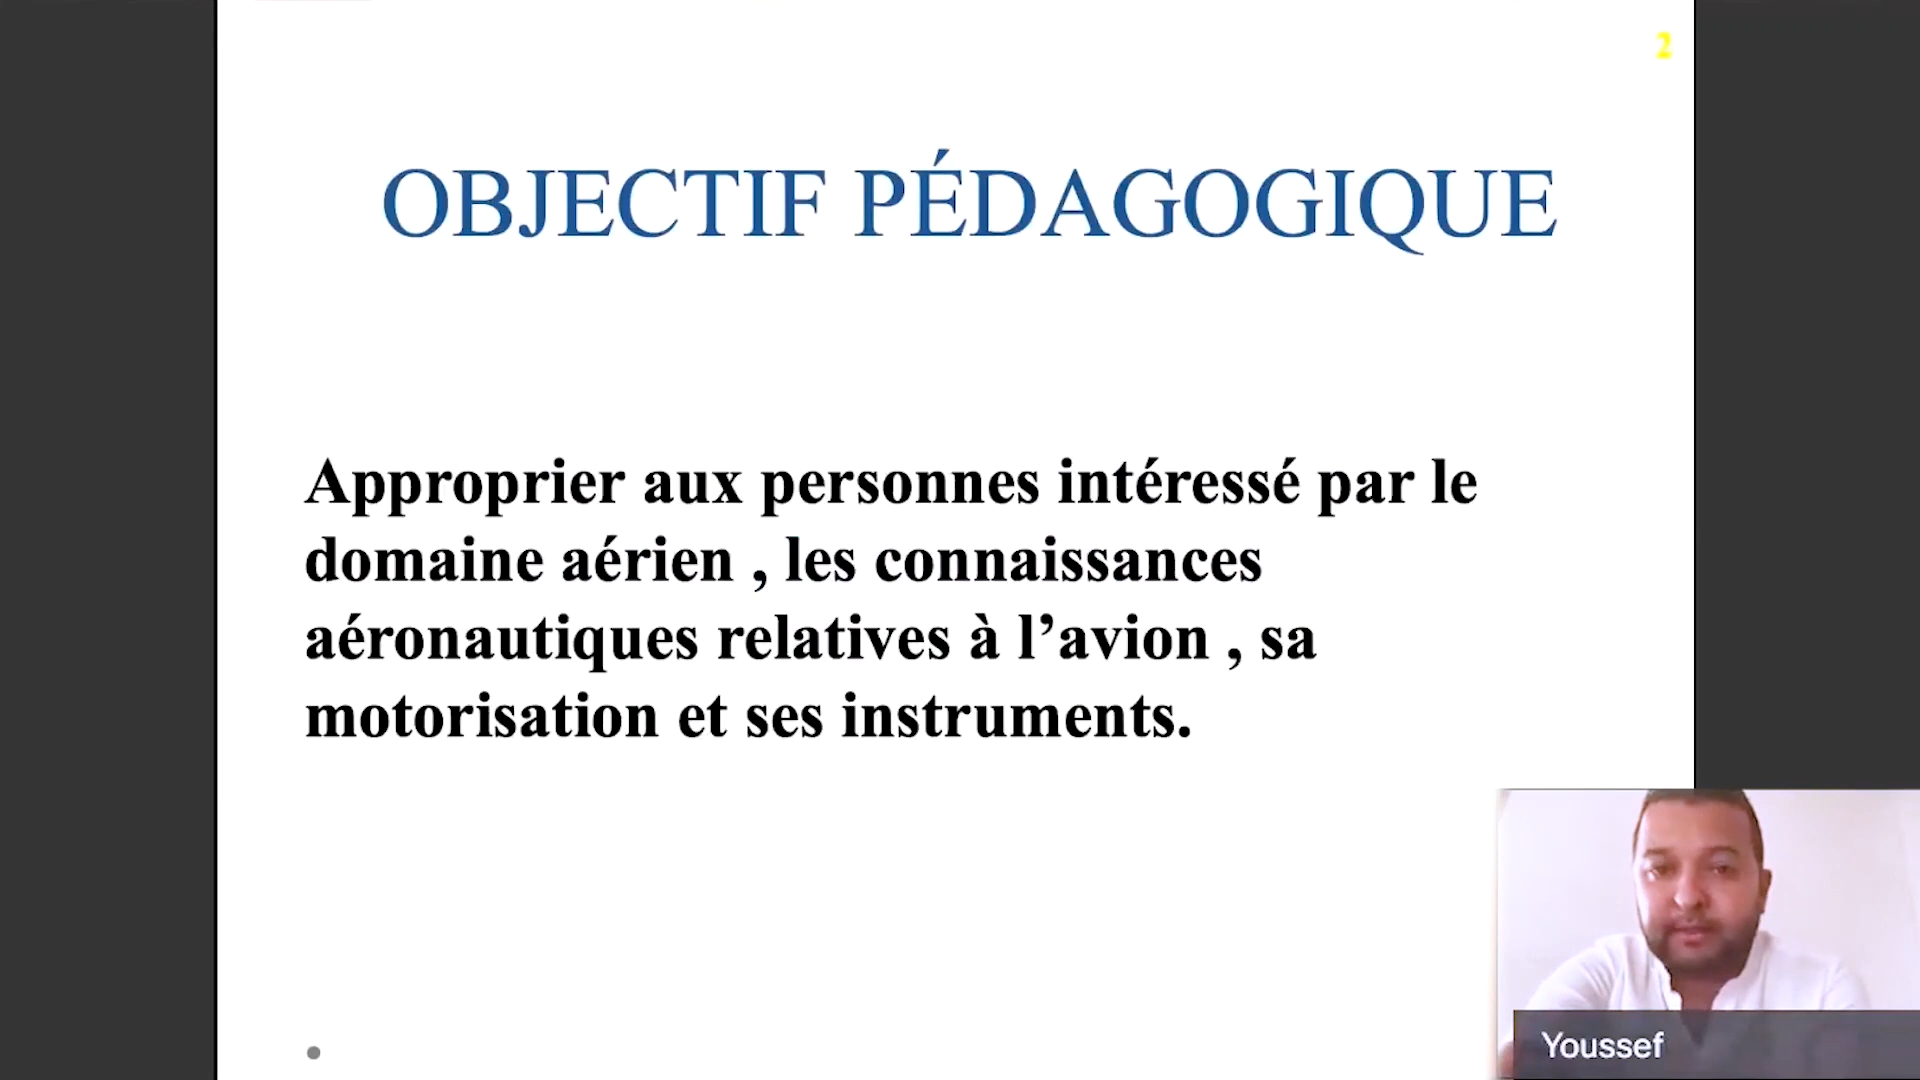 2
OBJECTIF PÉDAGOGIQUE
Approprier aux personnes intéressé par le
domaine aérien , les connaissances
aéronautiques relatives à l’avion , sa
motorisation et ses instruments.
Youssef